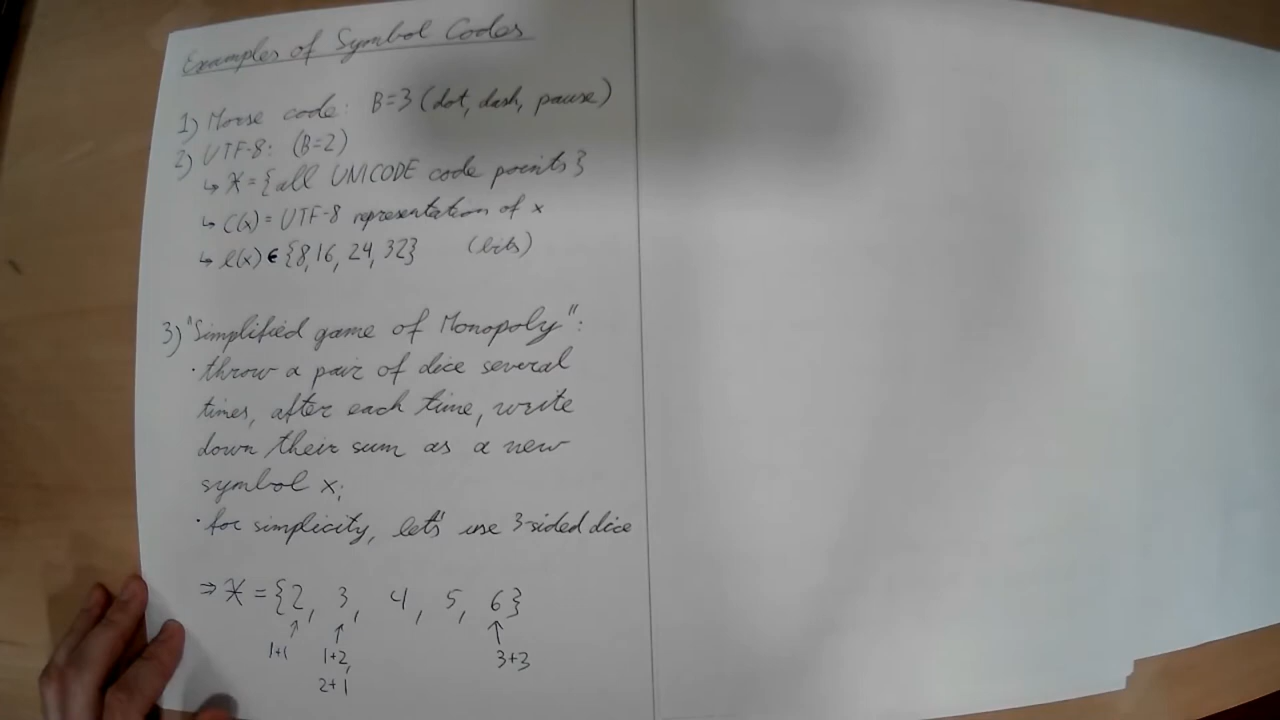 Examples of Symbol Codes
1) Morse code: B=3 (dot, dash, pause)
2) UTF-8: (B=2)
↳ X = {all UNICODE code points}
↳ C(x) = UTF-8 representation of x
↳ ℓ(x) ∈ {8, 16, 24, 32} (bits)
3) "Simplified game of Monopoly":
· throw a pair of dice several
times, after each time, write
down their sum as a new
symbol xᵢ
· for simplicity, let's use 3-sided dice
⇒ X = {2, 3, 4, 5, 6}
↑ ↑ ↑
1+1 1+2, 3+3
2+1